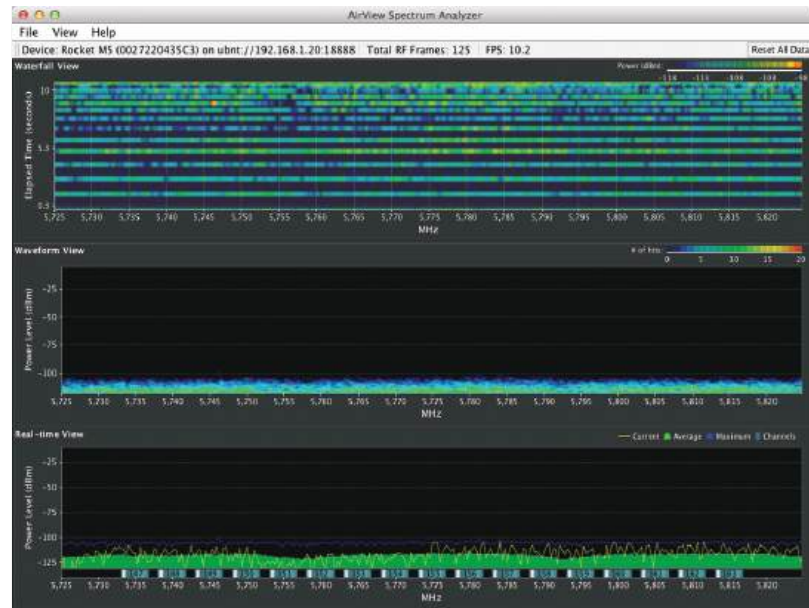 AirView Spectrum Analyzer
File View Help
Device: Rocket M5 (0027220435C3) on ubnt://192.168.1.20:18888 Total RF Frames: 125 FPS: 10.2 Reset All Data
Waterfall View Power (dBm):
10
0.3
Elapsed Time (seconds)
5,725 5,730 5,735 5,740 5,745 5,750 5,755 5,760 5,765 5,770 5,775 5,780 5,785 5,790 5,795 5,800 5,805 5,810 5,815 5,820
MHz
Waveform View # of hits:
0 5 10 15 20
-25
-50
-75
-100
Power Level (dBm)
5,725 5,730 5,735 5,740 5,745 5,750 5,755 5,760 5,765 5,770 5,775 5,780 5,785 5,790 5,795 5,800 5,805 5,810 5,815 5,820
MHz
Real-time View Current Average Maximum Channels
-25
-50
-75
-100
-125
Power Level (dBm)
5,725 5,730 5,735 5,740 5,745 5,750 5,755 5,760 5,765 5,770 5,775 5,780 5,785 5,790 5,795 5,800 5,805 5,810 5,815 5,820
MHz